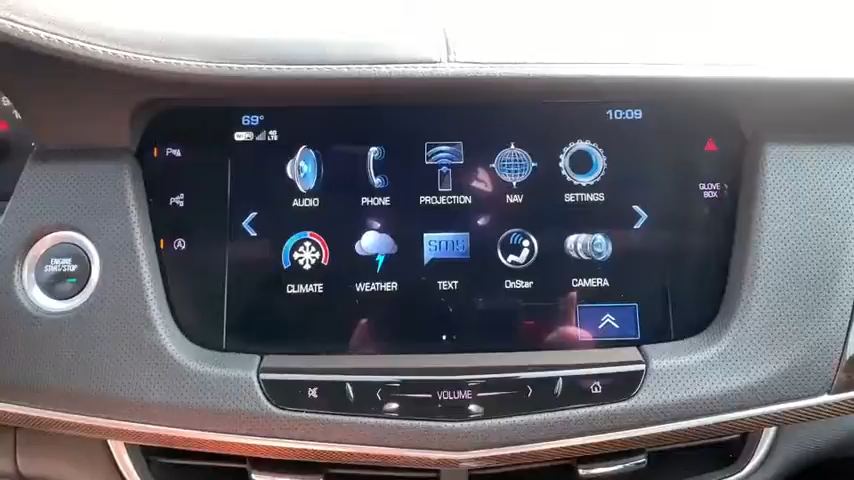 69°
10:09
4G
LTE
AUDIO
PHONE
PROJECTION
NAV
SETTINGS
GLOVE
BOX
CLIMATE
WEATHER
SMS
TEXT
OnStar
CAMERA
ENGINE
START/STOP
VOLUME